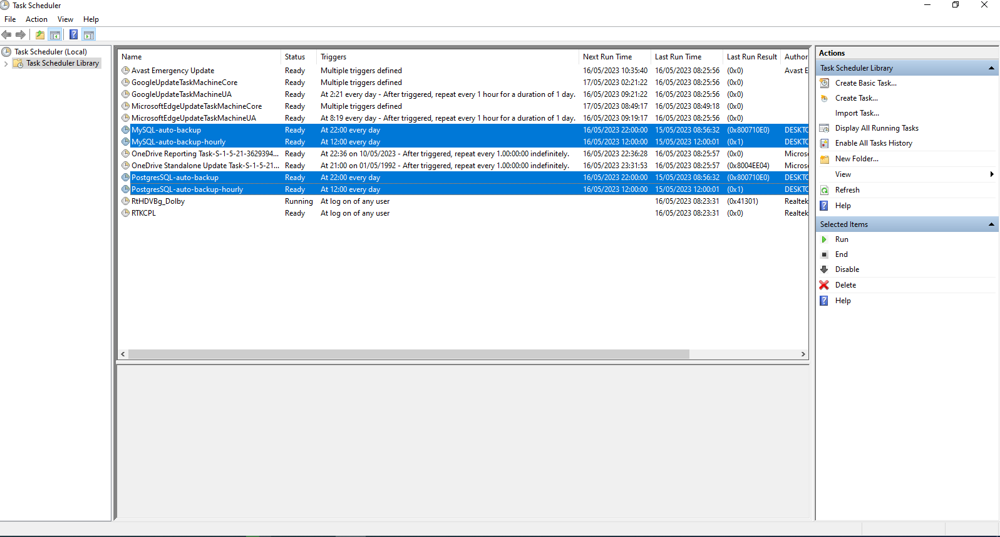 Task Scheduler
File Action View Help
Task Scheduler (Local)
Task Scheduler Library
Name Status Triggers Next Run Time Last Run Time Last Run Result Author
Avast Emergency Update Ready Multiple triggers defined 16/05/2023 10:35:40 16/05/2023 08:25:56 (0x0) Avast E
GoogleUpdateTaskMachineCore Ready Multiple triggers defined 17/05/2023 02:21:22 16/05/2023 08:25:56 (0x0)
GoogleUpdateTaskMachineUA Ready At 2:21 every day - After triggered, repeat every 1 hour for a duration of 1 day. 16/05/2023 09:21:22 16/05/2023 08:25:56 (0x0)
MicrosoftEdgeUpdateTaskMachineCore Ready Multiple triggers defined 17/05/2023 08:49:17 16/05/2023 08:49:18 (0x0)
MicrosoftEdgeUpdateTaskMachineUA Ready At 8:19 every day - After triggered, repeat every 1 hour for a duration of 1 day. 16/05/2023 09:19:17 16/05/2023 08:25:56 (0x0)
MySQL-auto-backup Ready At 22:00 every day 16/05/2023 22:00:00 15/05/2023 08:56:32 (0x800710E0) DESKTC
MySQL-auto-backup-hourly Ready At 12:00 every day 16/05/2023 12:00:00 15/05/2023 12:00:01 (0x1) DESKTC
OneDrive Reporting Task-S-1-5-21-3629394... Ready At 22:36 on 10/05/2023 - After triggered, repeat every 1.00:00:00 indefinitely. 16/05/2023 22:36:28 16/05/2023 08:25:57 (0x0) Micros
OneDrive Standalone Update Task-S-1-5-21... Ready At 21:00 on 01/05/1992 - After triggered, repeat every 1.00:00:00 indefinitely. 16/05/2023 23:31:53 16/05/2023 08:25:57 (0x8004EE04) Micros
PostgresSQL-auto-backup Ready At 22:00 every day 16/05/2023 22:00:00 15/05/2023 08:56:32 (0x800710E0) DESKTC
PostgresSQL-auto-backup-hourly Ready At 12:00 every day 16/05/2023 12:00:00 15/05/2023 12:00:01 (0x1) DESKTC
RtHDVBg_Dolby Running At log on of any user 16/05/2023 08:23:31 (0x41301) Realtek
RTKCPL Ready At log on of any user 16/05/2023 08:23:31 (0x0) Realtek
Actions
Task Scheduler Library
Create Basic Task...
Create Task...
Import Task...
Display All Running Tasks
Enable All Tasks History
New Folder...
View
Refresh
Help
Selected Items
Run
End
Disable
Delete
Help